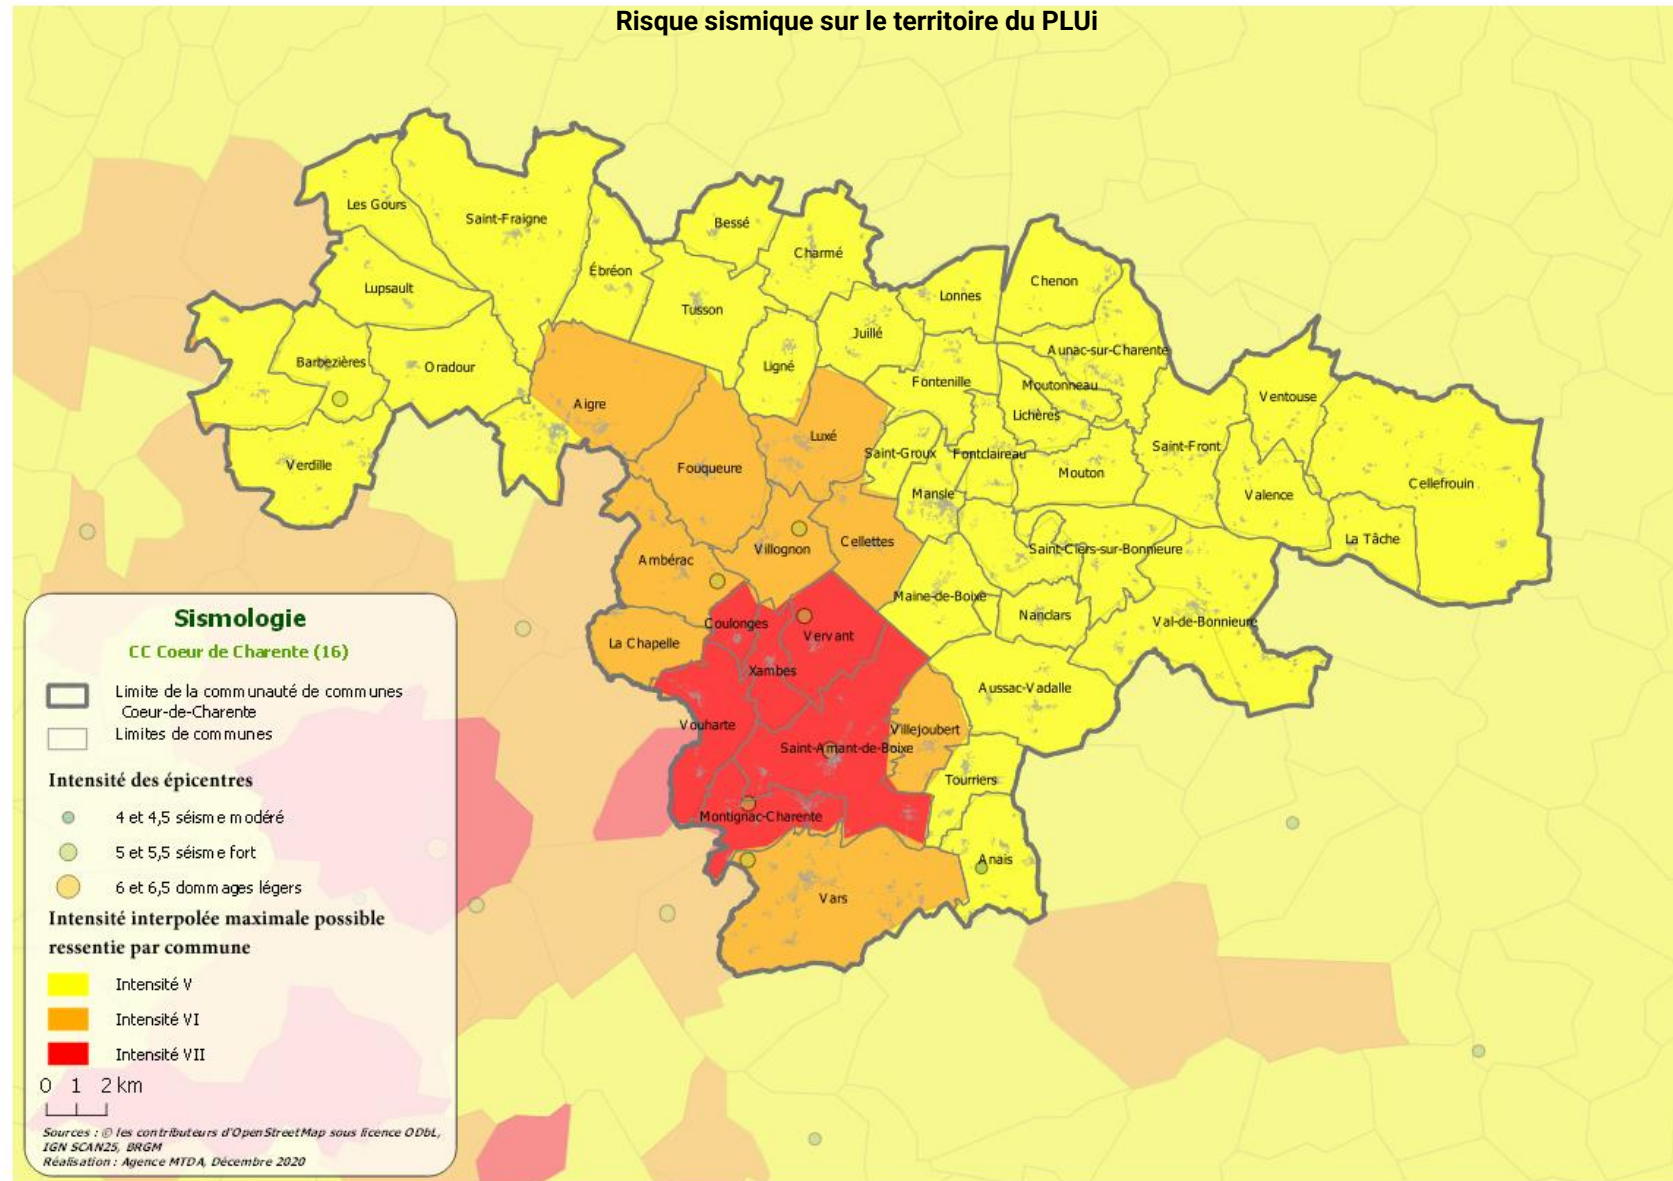 Risque sismique sur le territoire du PLUi
Les Gours
Saint-Fraigne
Bessé
Charmé
Ébréon
Lupsault
Tusson
Lonnes
Chenon
Juillé
Aunac-sur-Charente
Barbezières
Oradour
Ligné
Fontenille
Moutonneau
Ventouse
Aigre
Lichères
Luxé
Saint-Groux
Fontclaireau
Saint-Front
Verdille
Fouqueure
Mouton
Cellefrouin
Mansle
Valence
Villognon
Cellettes
Saint-Ciers-sur-Bonnieure
La Tâche
Ambérac
Maine-de-Boixe
Nanclars
Val-de-Bonnieure
Coulonges
Vervant
La Chapelle
Xambes
Aussac-Vadalle
Vouharte
Villejoubert
Saint-Amant-de-Boixe
Tourriers
Montignac-Charente
Anais
Vars
Sismologie
CC Coeur de Charente (16)
Limite de la communauté de communes
Coeur-de-Charente
Limites de communes
Intensité des épicentres
4 et 4,5 séisme modéré
5 et 5,5 séisme fort
6 et 6,5 dommages légers
Intensité interpolée maximale possible
ressentie par commune
Intensité V
Intensité VI
Intensité VII
0 1 2 km
Sources : © les contributeurs d'OpenStreetMap sous licence ODbL,
IGN SCAN25, BRGM
Réalisation : Agence MTDA, Décembre 2020